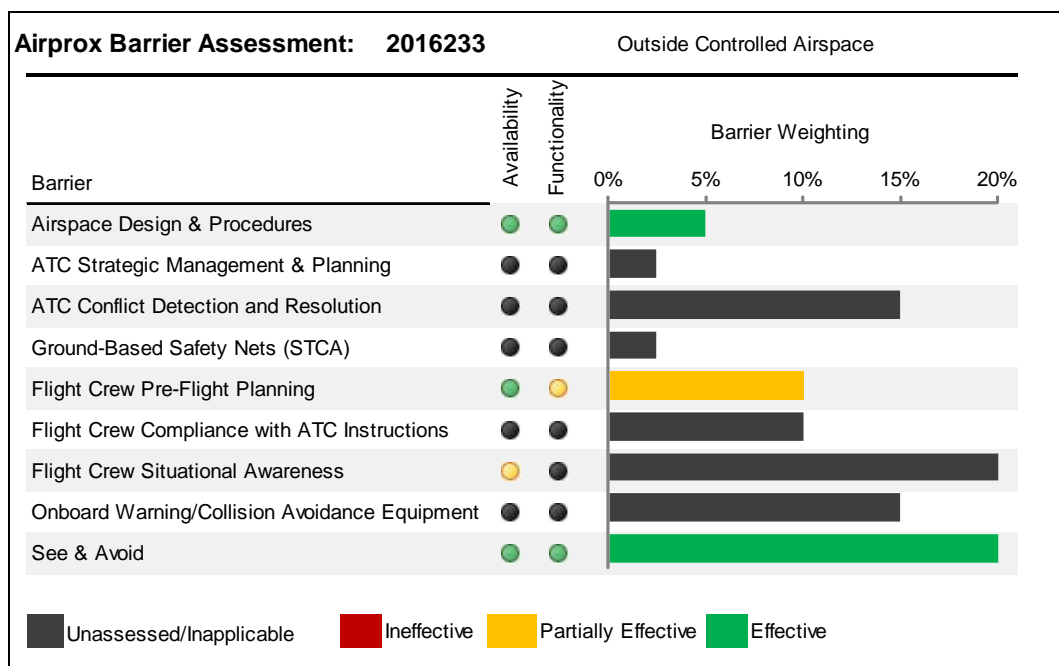 Airprox Barrier Assessment: 2016233 Outside Controlled Airspace
Availability
Functionality
Barrier Weighting
Barrier
0% 5% 10% 15% 20%
Airspace Design & Procedures
ATC Strategic Management & Planning
ATC Conflict Detection and Resolution
Ground-Based Safety Nets (STCA)
Flight Crew Pre-Flight Planning
Flight Crew Compliance with ATC Instructions
Flight Crew Situational Awareness
Onboard Warning/Collision Avoidance Equipment
See & Avoid
Unassessed/Inapplicable Ineffective Partially Effective Effective